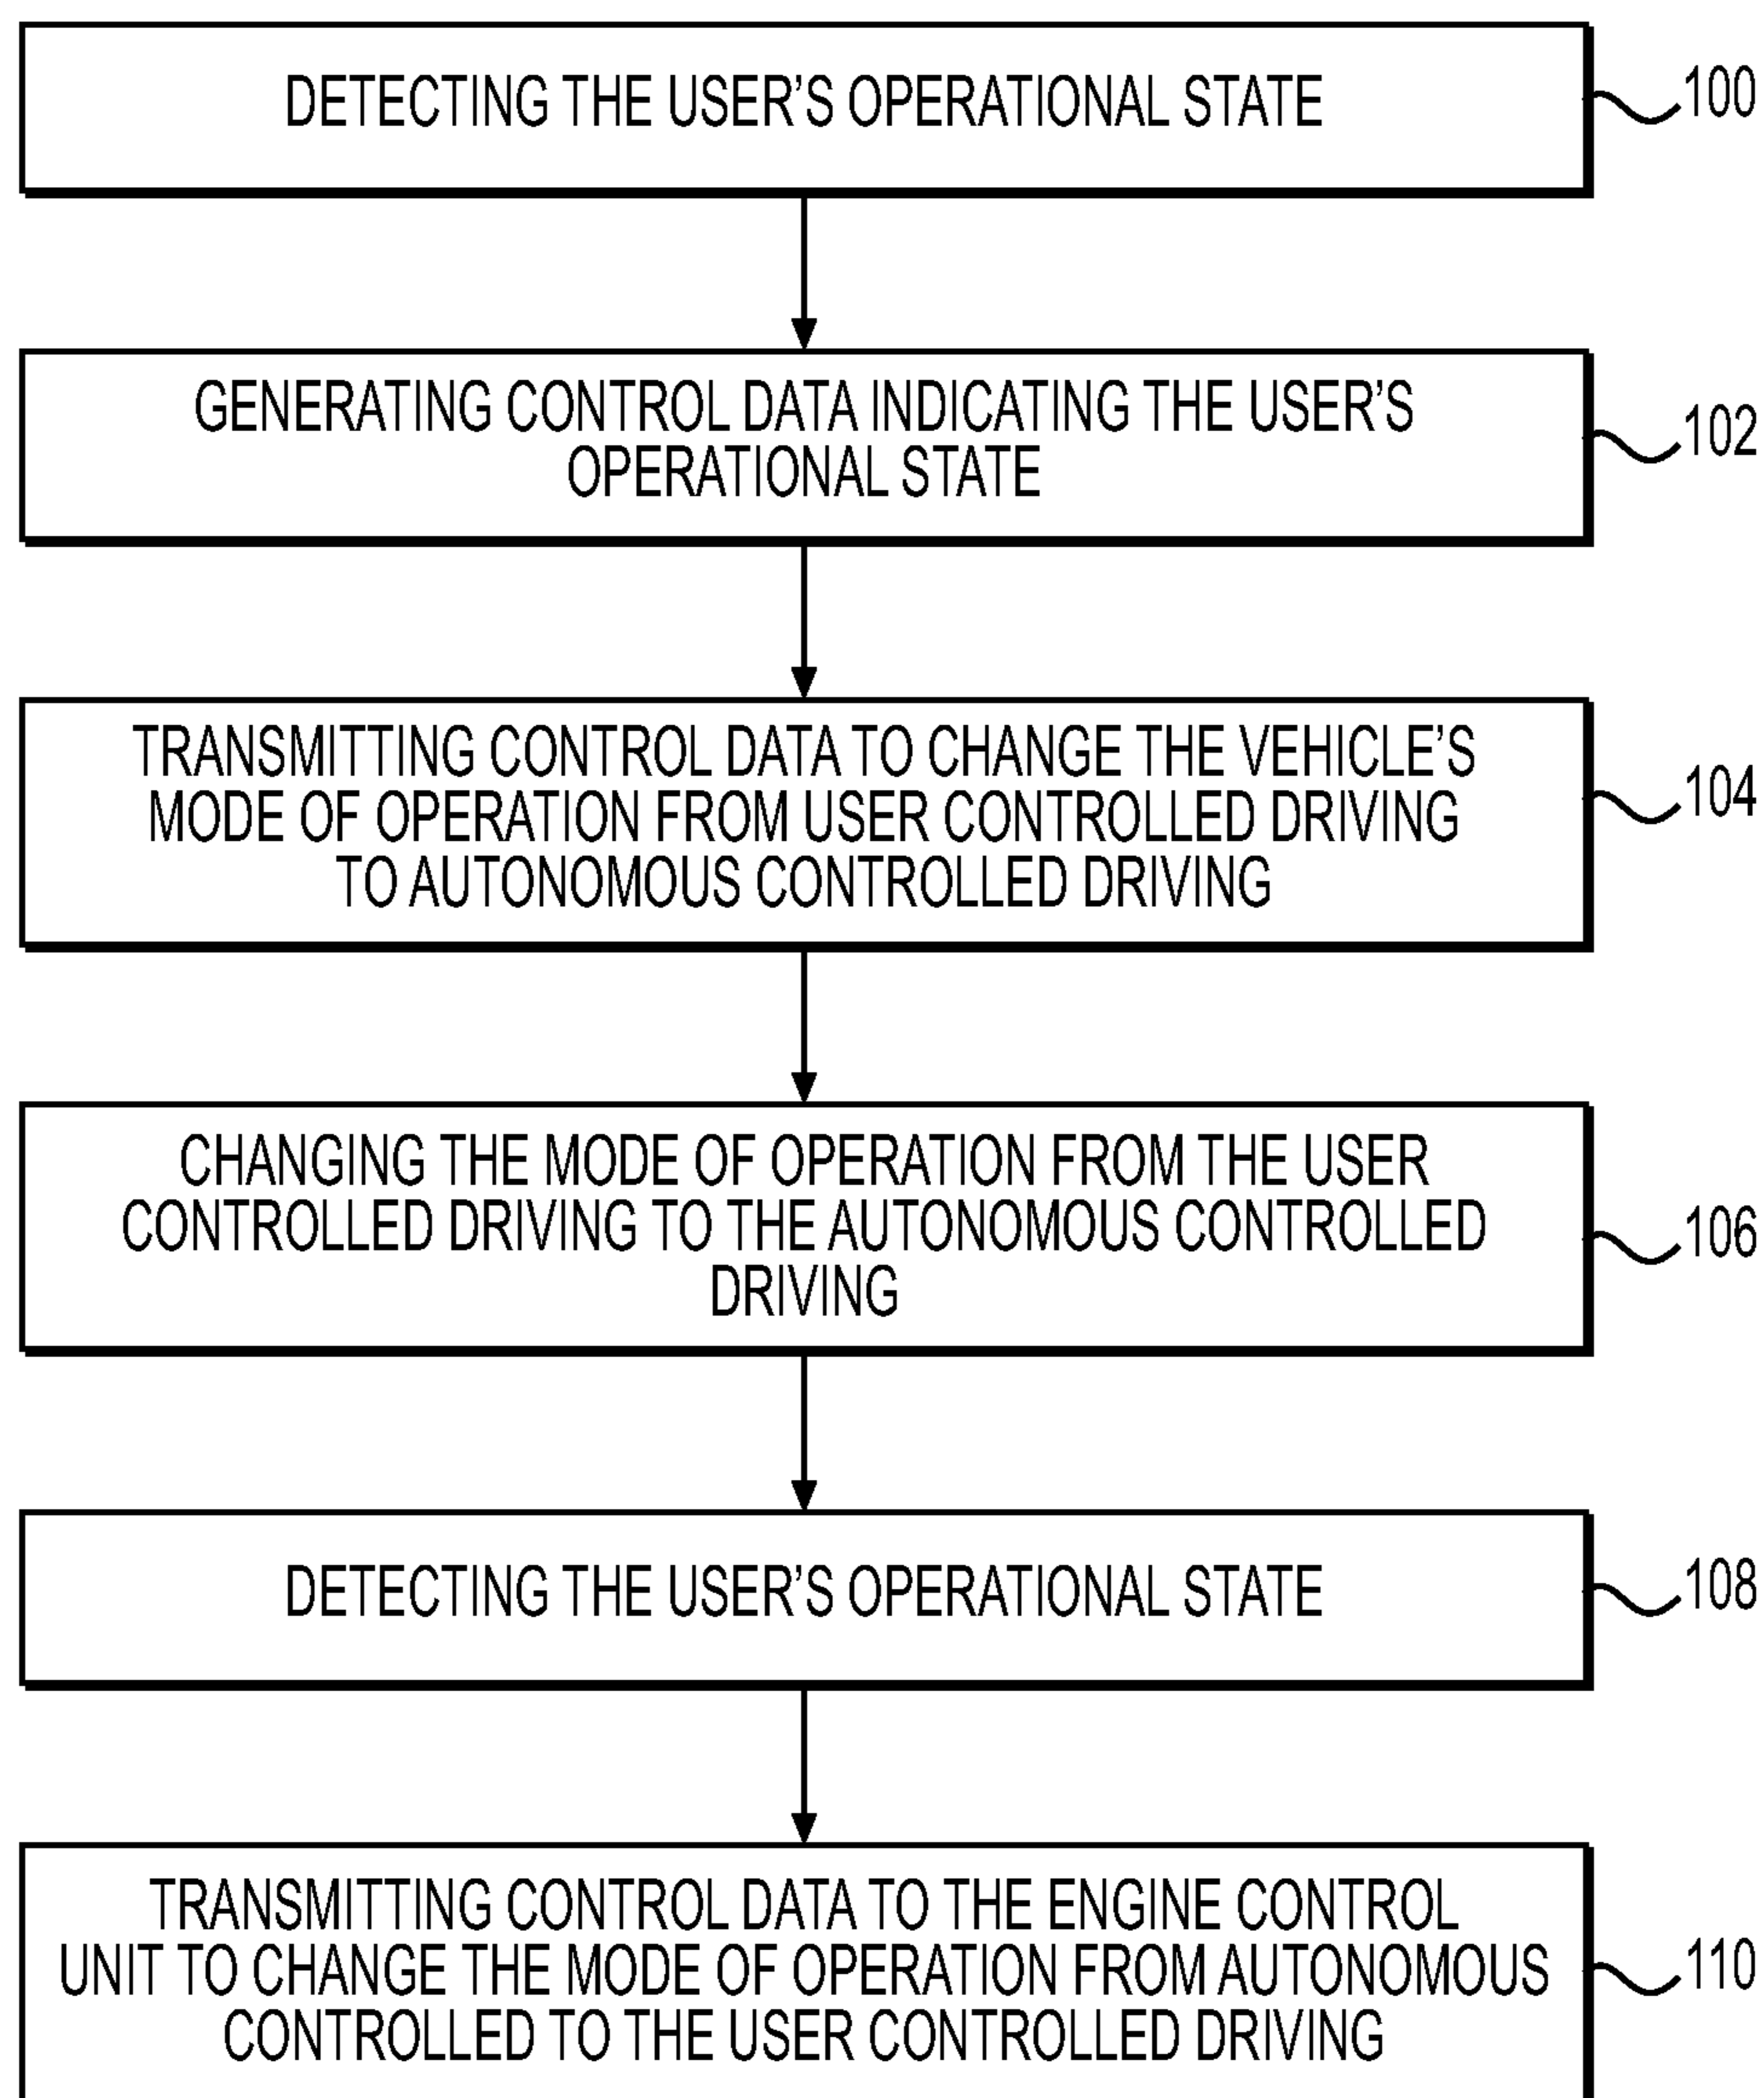 DETECTING THE USER’S OPERATIONAL STATE
100
GENERATING CONTROL DATA INDICATING THE USER’S
OPERATIONAL STATE
102
TRANSMITTING CONTROL DATA TO CHANGE THE VEHICLE’S
MODE OF OPERATION FROM USER CONTROLLED DRIVING
TO AUTONOMOUS CONTROLLED DRIVING
104
CHANGING THE MODE OF OPERATION FROM THE USER
CONTROLLED DRIVING TO THE AUTONOMOUS CONTROLLED
DRIVING
106
DETECTING THE USER’S OPERATIONAL STATE
108
TRANSMITTING CONTROL DATA TO THE ENGINE CONTROL
UNIT TO CHANGE THE MODE OF OPERATION FROM AUTONOMOUS
CONTROLLED TO THE USER CONTROLLED DRIVING
110